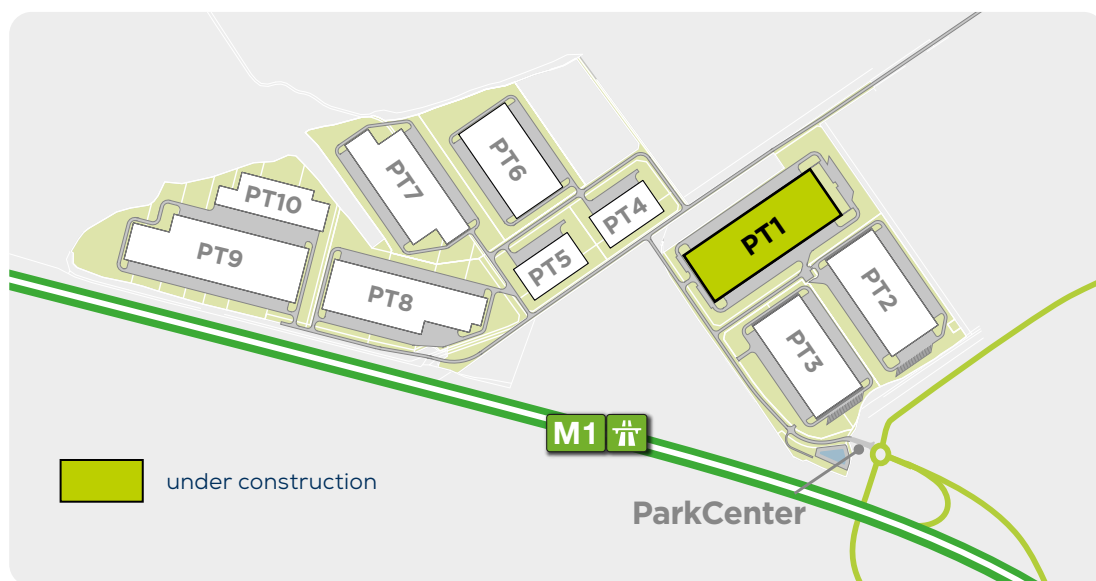 PT6
PT7
PT10
PT4
PT1
PT9
PT5
PT8
PT2
PT3
M1
under construction
ParkCenter